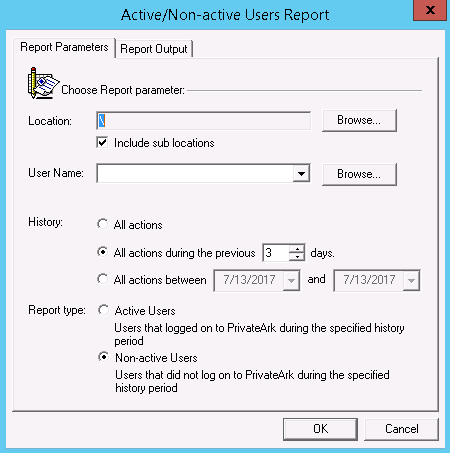 Active/Non-active Users Report
x
Report Parameters Report Output
Choose Report parameter:
Location: \ Browse...
Include sub locations
User Name: Browse...
History: All actions
All actions during the previous 3 days.
All actions between 7/13/2017 and 7/13/2017
Report type: Active Users
Users that logged on to PrivateArk during the specified history
period
Non-active Users
Users that did not log on to PrivateArk during the specified
history period
OK Cancel